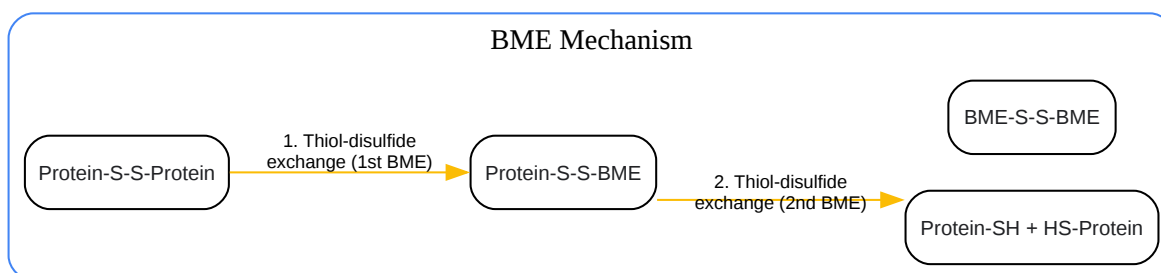 BME Mechanism
BME-S-S-BME
1. Thiol-disulfide
exchange (1st BME)
Protein-S-S-Protein
Protein-S-S-BME
2. Thiol-disulfide
exchange (2nd BME)
Protein-SH + HS-Protein